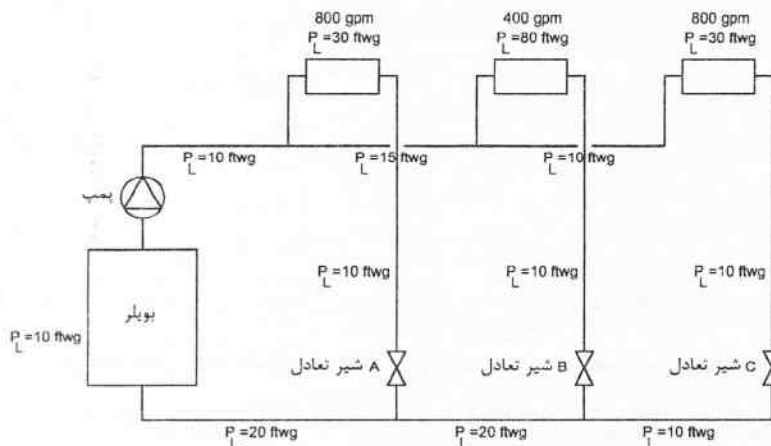 800 gpm
P_L=30 ftwg
400 gpm
P_L=80 ftwg
800 gpm
P_L=30 ftwg
P_L=10 ftwg
P_L=15 ftwg
P_L=10 ftwg
پمپ
بویلر
P_L=10 ftwg
P_L=10 ftwg
P_L=10 ftwg
P_L=10 ftwg
شیر تعادل A
شیر تعادل B
شیر تعادل C
P_L=20 ftwg
P_L=20 ftwg
P_L=10 ftwg